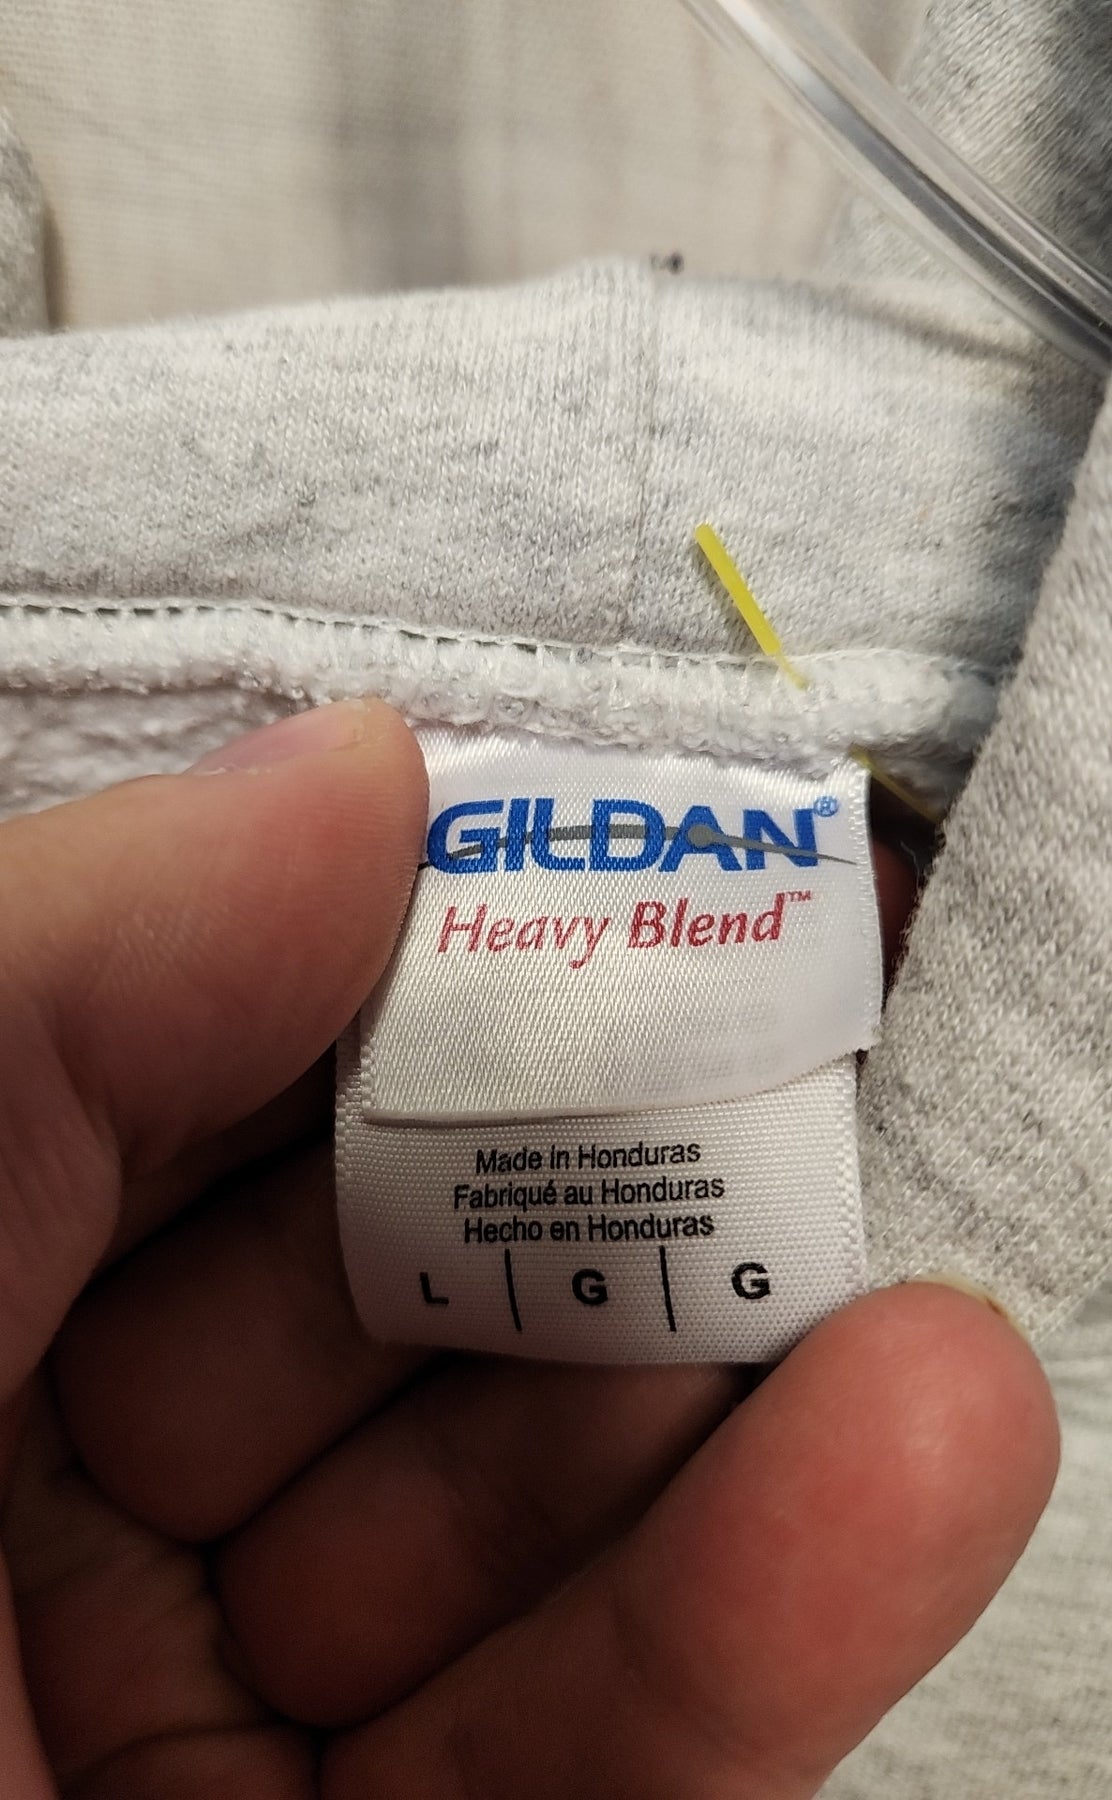 GILDAN®
Heavy Blend™
Made in Honduras
Fabriqué au Honduras
Hecho en Honduras
L | G | G